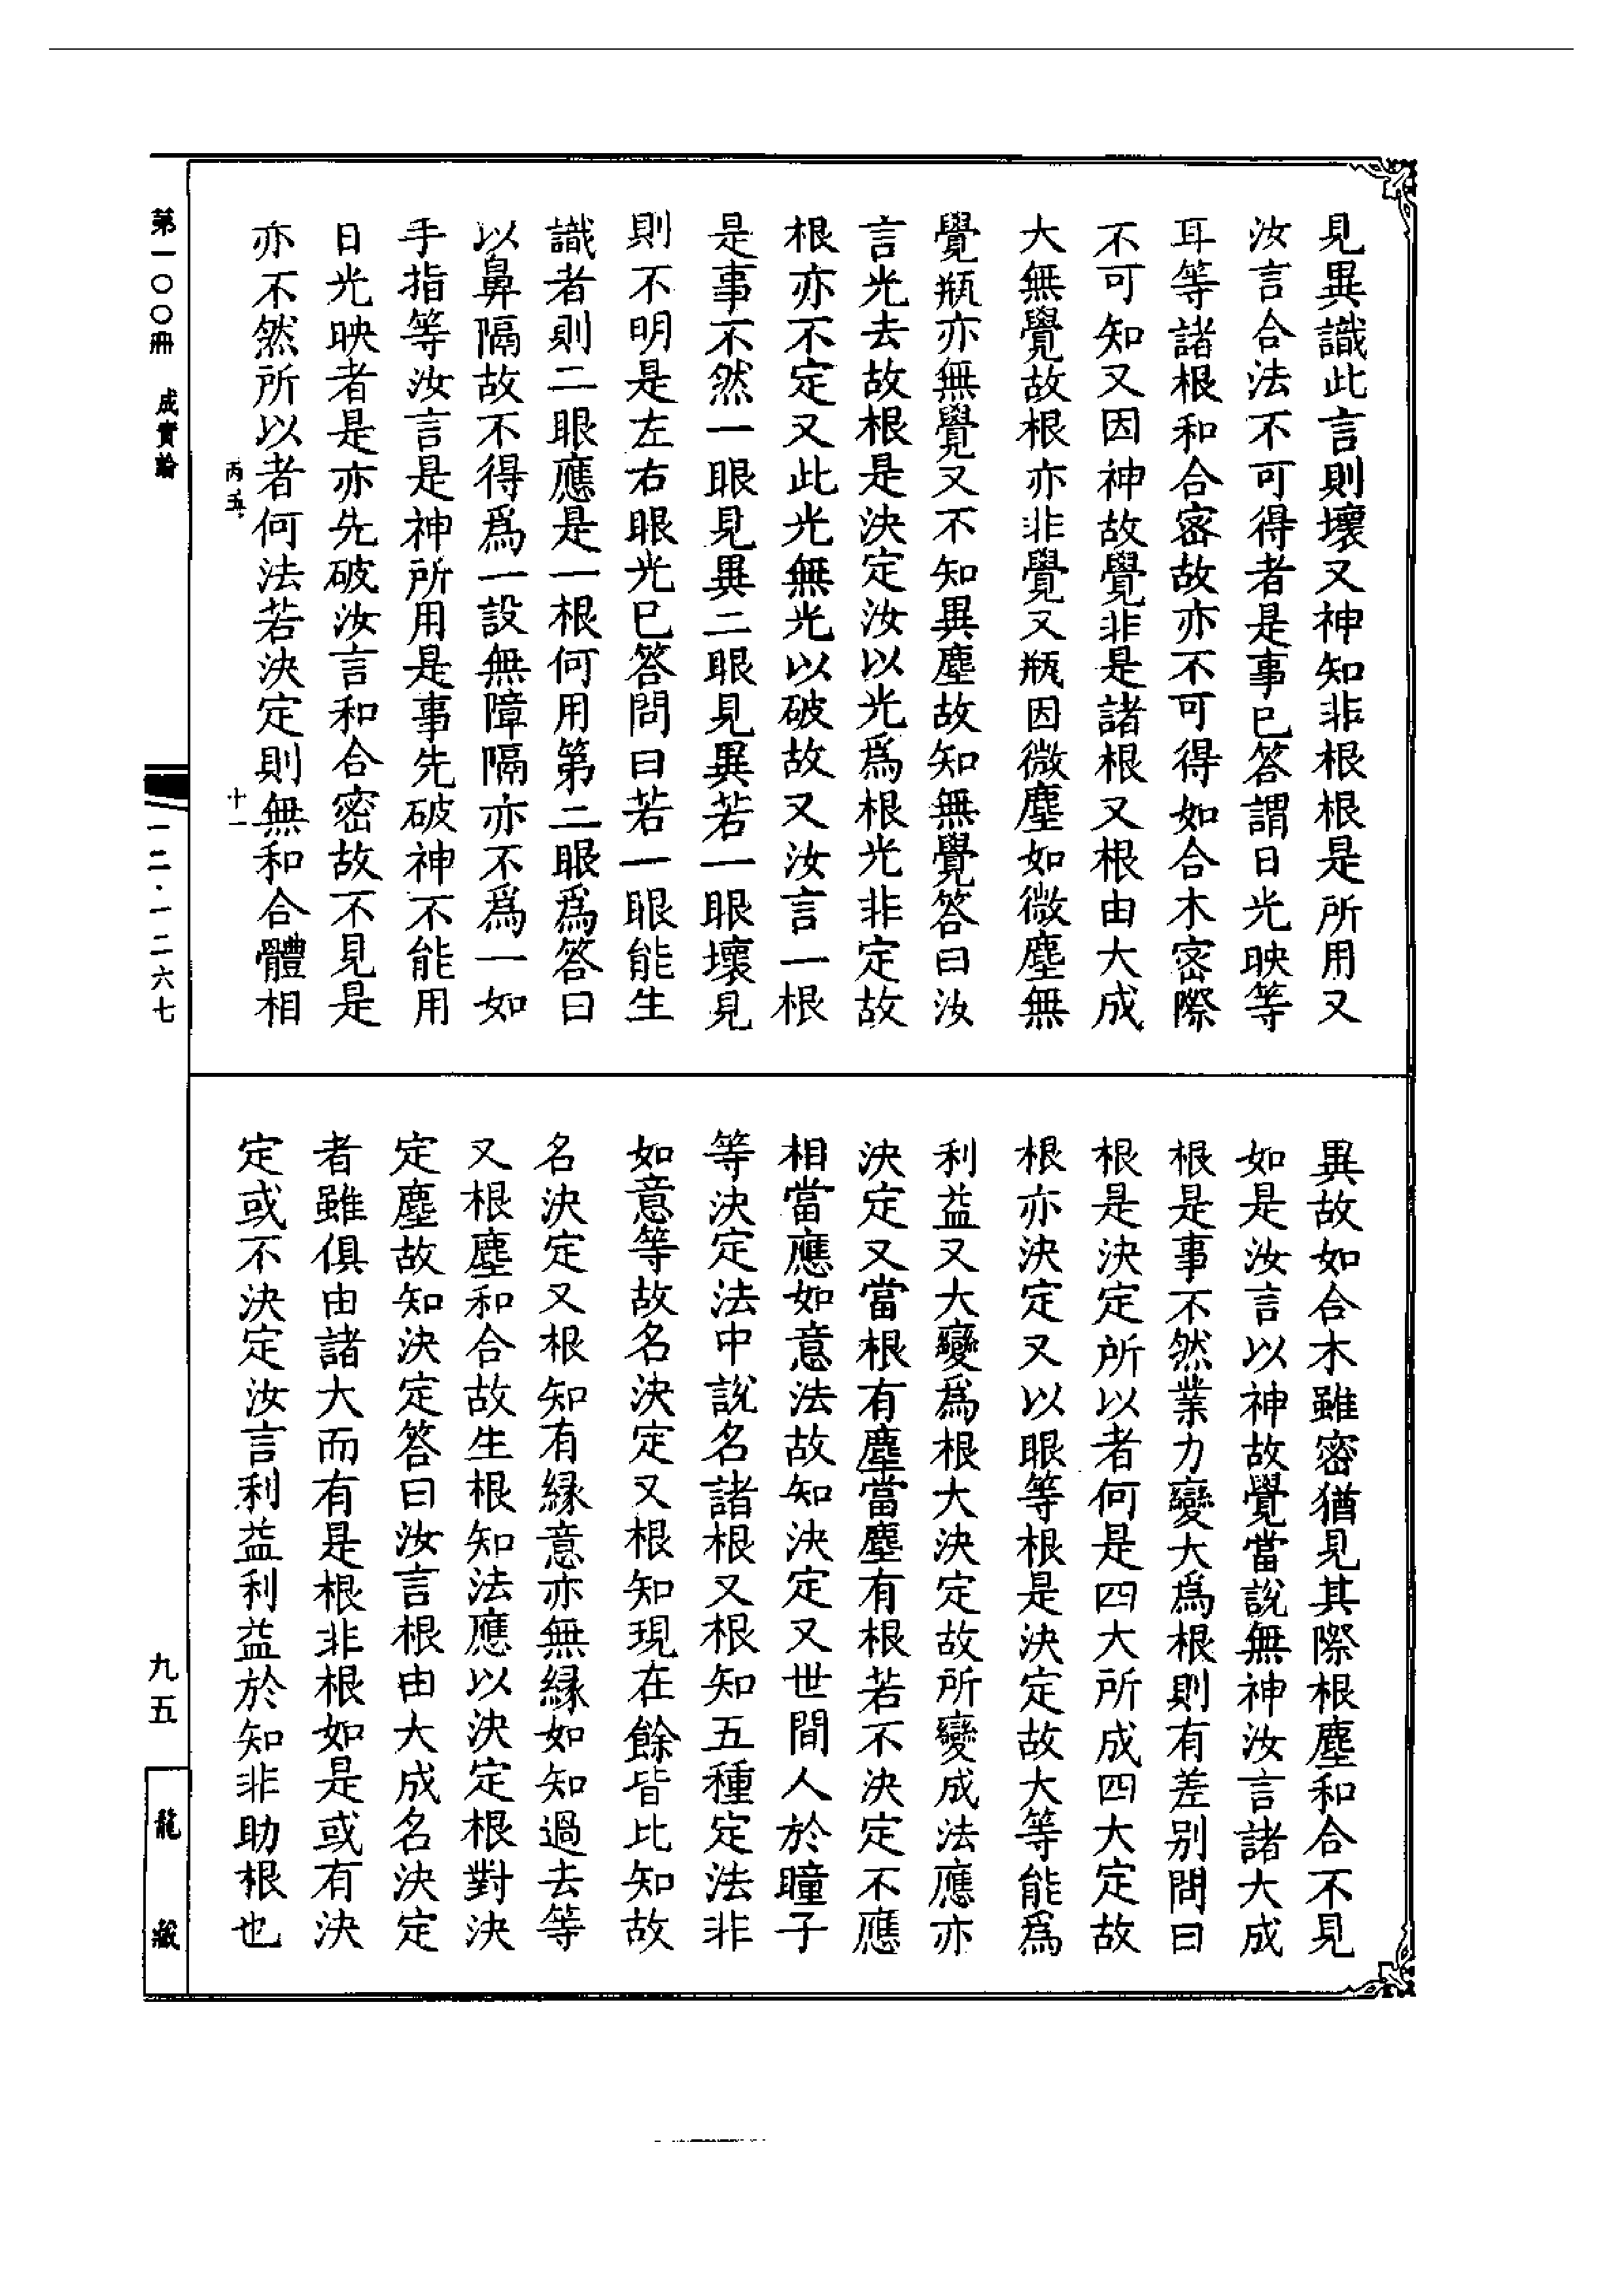 見異識此言則壞又神知非根根是所用又
汝言合法不可得者是事已答謂日光映等
耳等諸根和合密故亦不可得如合木密際
不可知又因神故覺非是諸根又根由大成
大無覺故根亦非覺又瓶因微塵如微塵無
覺瓶亦無覺又不知異塵故知無覺答曰汝
言光去故根是決定汝以光爲根光非定故
根亦不定又此光無光以破故又汝言一根
是事不然一眼見異二眼見異若一眼壞見
則不明是左右眼光已答問曰若一眼能生
識者則二眼應是一根何用第二眼爲答曰
以鼻隔故不得爲一設無障隔亦不爲一如
手指等汝言是神所用是事先破神不能用
日光映者是亦先破汝言和合密故不見是
亦不然所以者何法若決定則無和合體相
丙五 十一
異故如合木雖密猶見其際根塵和合不見
如是汝言以神故覺當說無神汝言諸大成
根是事不然業力變大爲根則有差別問曰
根是決定所以者何是四大所成四大定故
根亦決定又以眼等根是決定故大等能爲
利益又大變爲根大決定故所變成法應亦
決定又當根有塵當塵有根若不決定不應
相當應如意法故知決定又世間人於瞳子
等決定法中說名諸根又根知五種定法非
如意等故名決定又根知現在餘皆比知故
名決定又根知有緣意亦無緣如知過去等
又根塵和合故生根知法應以決定根對決
定塵故知決定答曰汝言根由大成名決定
者雖俱由諸大而有是根非根如是或有決
定或不決定汝言利益利益於知非助根也
第一〇〇冊 成實論
一二·一二六七
九五
龍藏